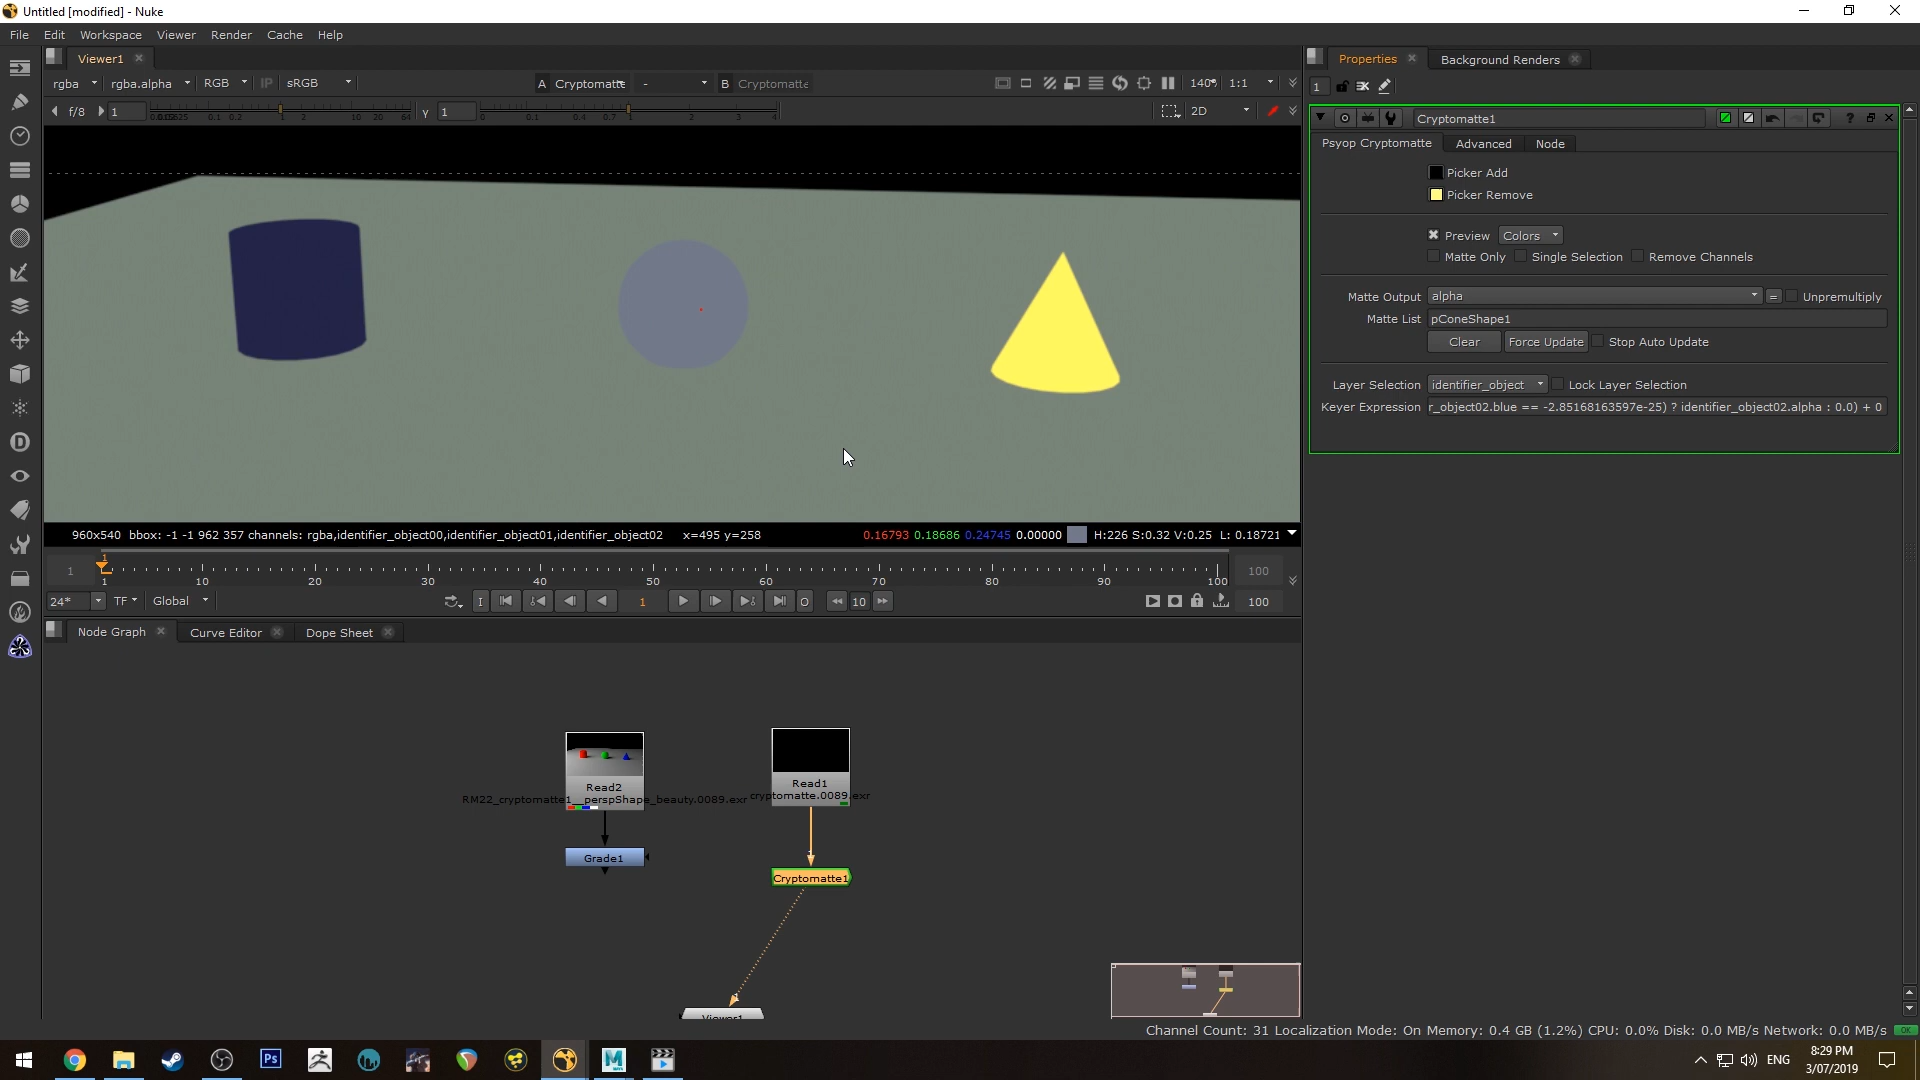 Untitled [modified] - Nuke
File Edit Workspace Viewer Render Cache Help
Viewer1
rgba rgba.alpha RGB IP sRGB A Cryptomatte - B Cryptomatte 140 1:1
f/8 1 γ 1 2D
Properties Background Renders
1
Cryptomatte1
Psyop Cryptomatte Advanced Node
Picker Add
Picker Remove
Preview Colors
Matte Only Single Selection Remove Channels
Matte Output alpha = Unpremultiply
Matte List pConeShape1
Clear Force Update Stop Auto Update
Layer Selection identifier_object Lock Layer Selection
Keyer Expression r_object02.blue == -2.85168163597e-25) ? identifier_object02.alpha : 0.0) + 0
960x540 bbox: -1 -1 962 357 channels: rgba,identifier_object00,identifier_object01,identifier_object02 x=495 y=258 0.16793 0.18686 0.24745 0.00000 H:226 S:0.32 V:0.25 L: 0.18721
1 1 100
1 10 20 30 40 50 60 70 80 90 100
24* TF Global I 1 O 10 100
Node Graph Curve Editor Dope Sheet
Read2
RM22_cryptomatte1__perspShape_beauty.0089.exr
Read1
cryptomatte.0089.exr
Grade1
Cryptomatte1
Viewer1
Channel Count: 31 Localization Mode: On Memory: 0.4 GB (1.2%) CPU: 0.0% Disk: 0.0 MB/s Network: 0.0 MB/s OK
Ps
M
ENG
8:29 PM
3/07/2019